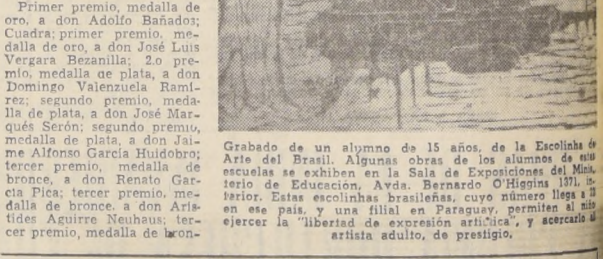 Primer premio, medalla de
oro, a don Adolfo Bañados;
Cuadra; primer premio, me-
dalla de oro, a don José Luis
Vergara Bezanilla; 2.o pre-
mio, medalla de plata, a don
Domingo Valenzuela Ramí-
rez; segundo premio, meda-
lla de plata, a don José Mar-
qués Serón; segundo premio,
medalla de plata, a don Jai-
me Alfonso García Huidobro;
tercer premio, medalla de
bronce, a don Renato Gar-
cía Pica; tercer premio, me-
dalla de bronce, a don Arís-
tides Aguirre Neuhaus; ter-
cer premio, medalla de bron-
Grabado de un alumno de 15 años, de la Escolinha de
Arte del Brasil. Algunas obras de los alumnos de estas
escuelas se exhiben en la Sala de Exposiciones del Minis
terio de Educación, Avda. Bernardo O'Higgins 1371, in-
terior. Estas escolinhas brasileñas, cuyo número llega a
en ese país, y una filial en Paraguay, permiten al niño
ejercer la "libertad de expresión artística", y acercarlo al
artista adulto, de prestigio.